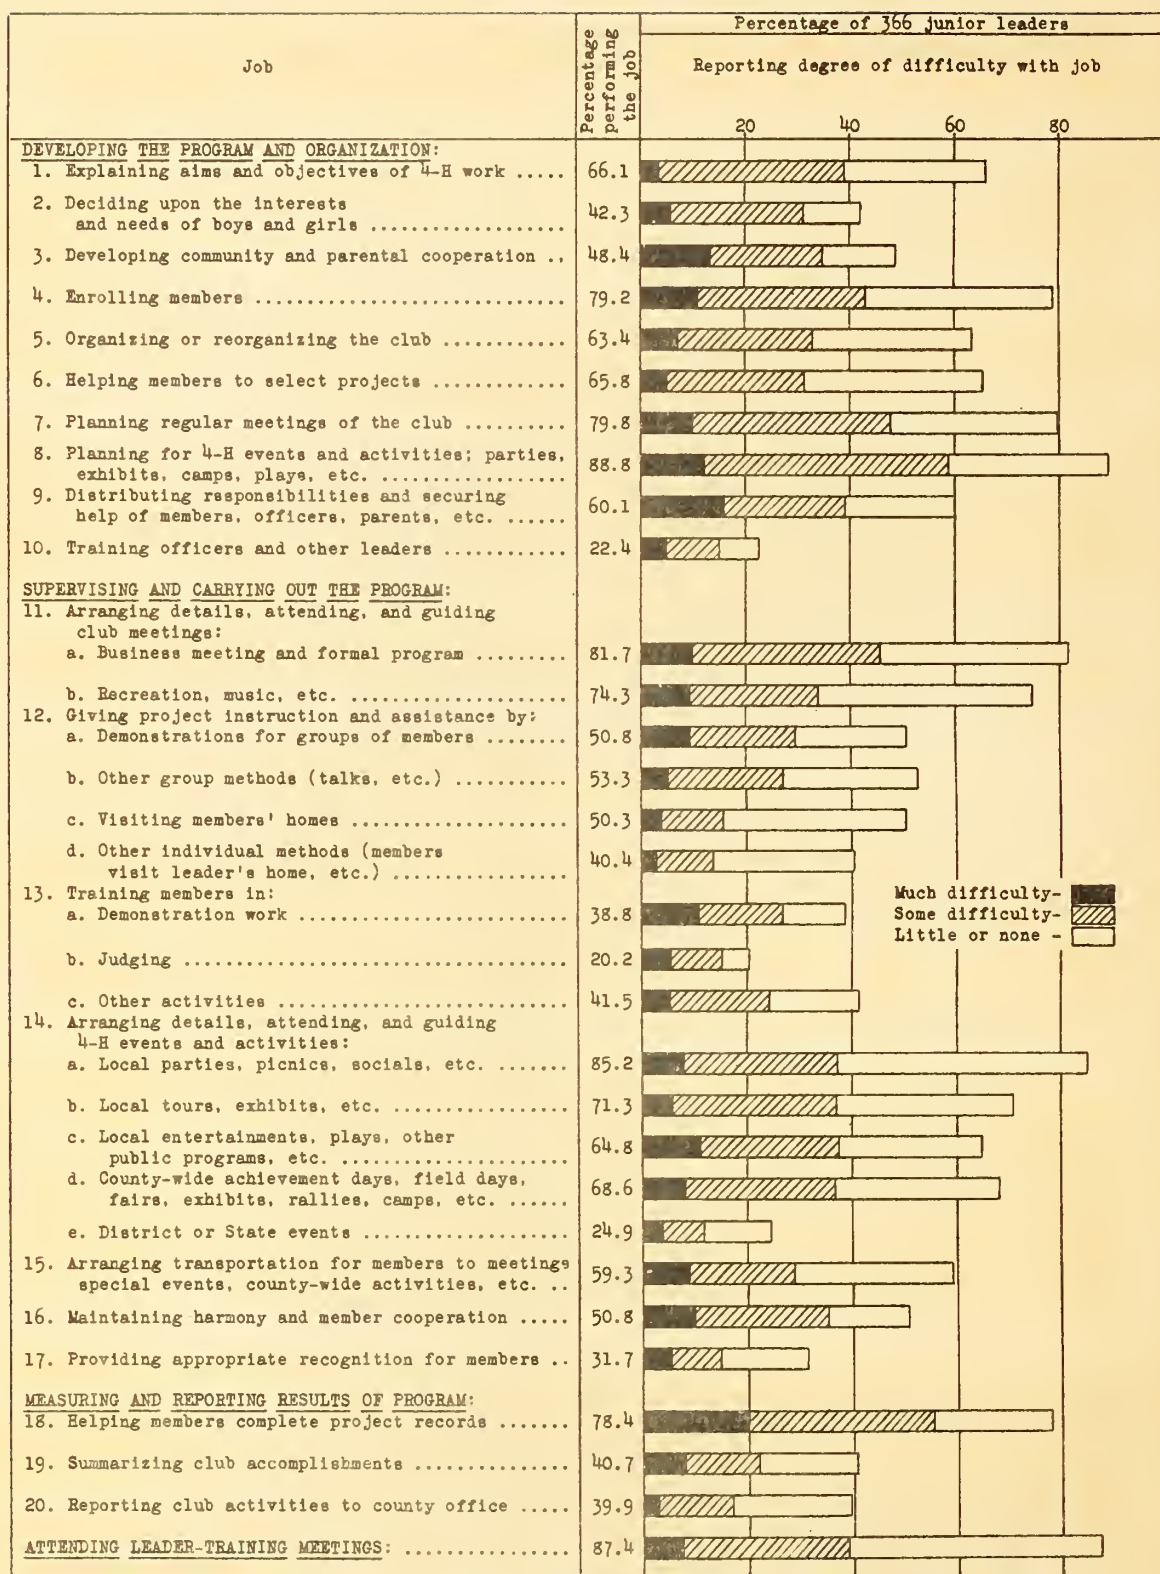 Percentage of 366 junior leaders
Job
Percentage performing the job
Reporting degree of difficulty with job
20 40 60 80
DEVELOPING THE PROGRAM AND ORGANIZATION:
1. Explaining aims and objectives of 4-H work ..... 66.1
2. Deciding upon the interests
and needs of boys and girls ................... 42.3
3. Developing community and parental cooperation .. 48.4
4. Enrolling members .............................. 79.2
5. Organizing or reorganizing the club ............ 63.4
6. Helping members to select projects ............. 65.8
7. Planning regular meetings of the club .......... 79.8
8. Planning for 4-H events and activities; parties,
exhibits, camps, plays, etc. .................. 88.8
9. Distributing responsibilities and securing
help of members, officers, parents, etc. ...... 60.1
10. Training officers and other leaders ............ 22.4
SUPERVISING AND CARRYING OUT THE PROGRAM:
11. Arranging details, attending, and guiding
club meetings:
a. Business meeting and formal program ......... 81.7
b. Recreation, music, etc. ..................... 74.3
12. Giving project instruction and assistance by:
a. Demonstrations for groups of members ........ 50.8
b. Other group methods (talks, etc.) ........... 53.3
c. Visiting members' homes ..................... 50.3
d. Other individual methods (members
visit leader's home, etc.) ................ 40.4
13. Training members in:
a. Demonstration work .......................... 38.8
b. Judging ..................................... 20.2
c. Other activities ............................ 41.5
Much difficulty-
Some difficulty-
Little or none -
14. Arranging details, attending, and guiding
4-H events and activities:
a. Local parties, picnics, socials, etc. ....... 85.2
b. Local tours, exhibits, etc. ................. 71.3
c. Local entertainments, plays, other
public programs, etc. ...................... 64.8
d. County-wide achievement days, field days,
fairs, exhibits, rallies, camps, etc. ...... 68.6
e. District or State events .................... 24.9
15. Arranging transportation for members to meetings
special events, county-wide activities, etc. .. 59.3
16. Maintaining harmony and member cooperation ..... 50.8
17. Providing appropriate recognition for members .. 31.7
MEASURING AND REPORTING RESULTS OF PROGRAM:
18. Helping members complete project records ....... 78.4
19. Summarizing club accomplishments ............... 40.7
20. Reporting club activities to county office ..... 39.9
ATTENDING LEADER-TRAINING MEETINGS: ................ 87.4